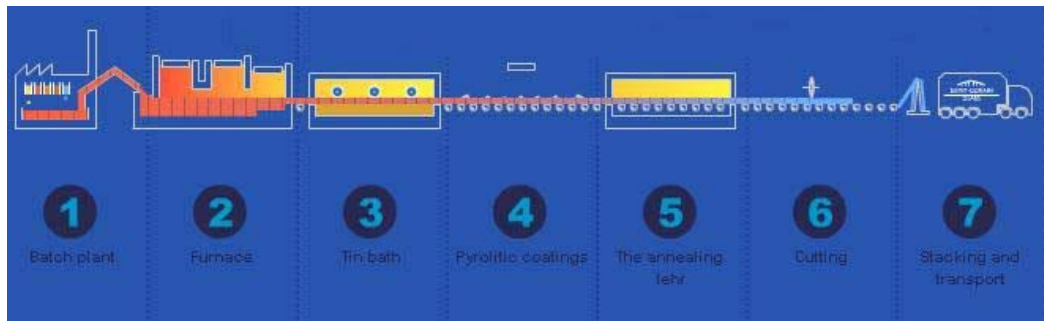 1
Batch plant
2
Furnace
3
Tin bath
4
Pyrolitic coatings
5
The annealing
lehr
6
Cutting
7
Stacking and
transport